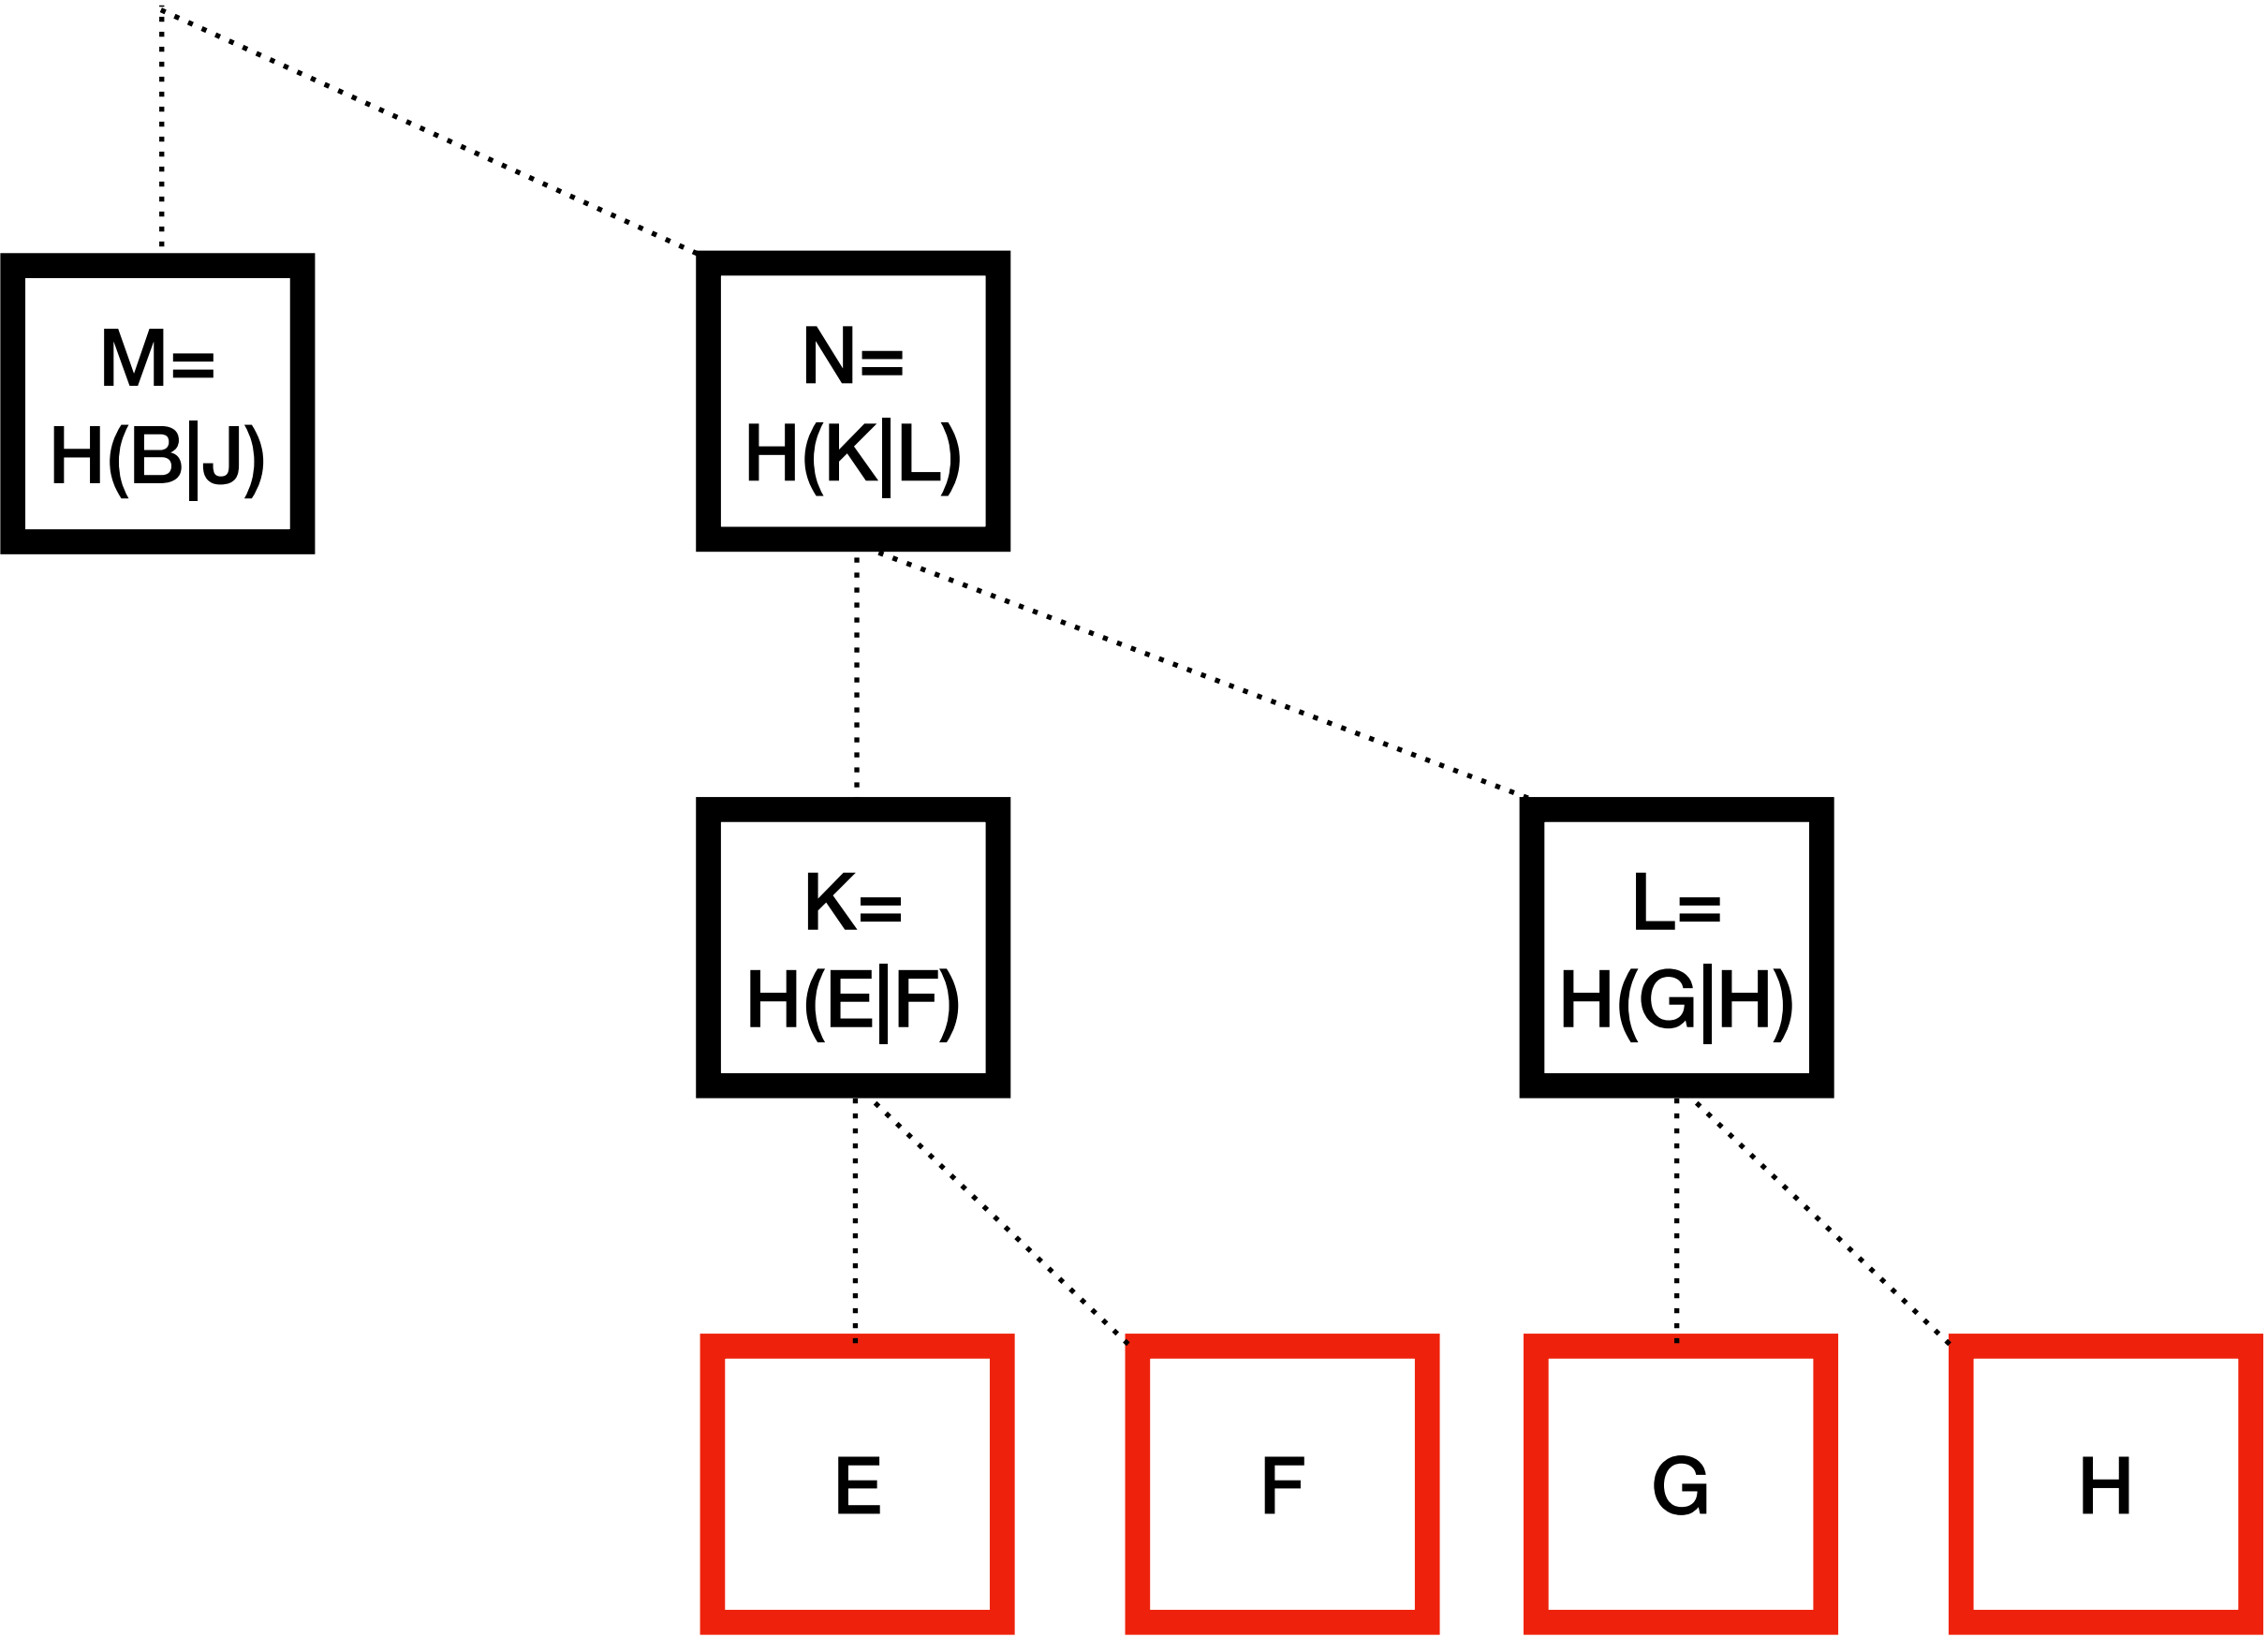 M=
H(B|J)
N=
H(K|L)
K=
H(E|F)
L=
H(G|H)
E
F
G
H